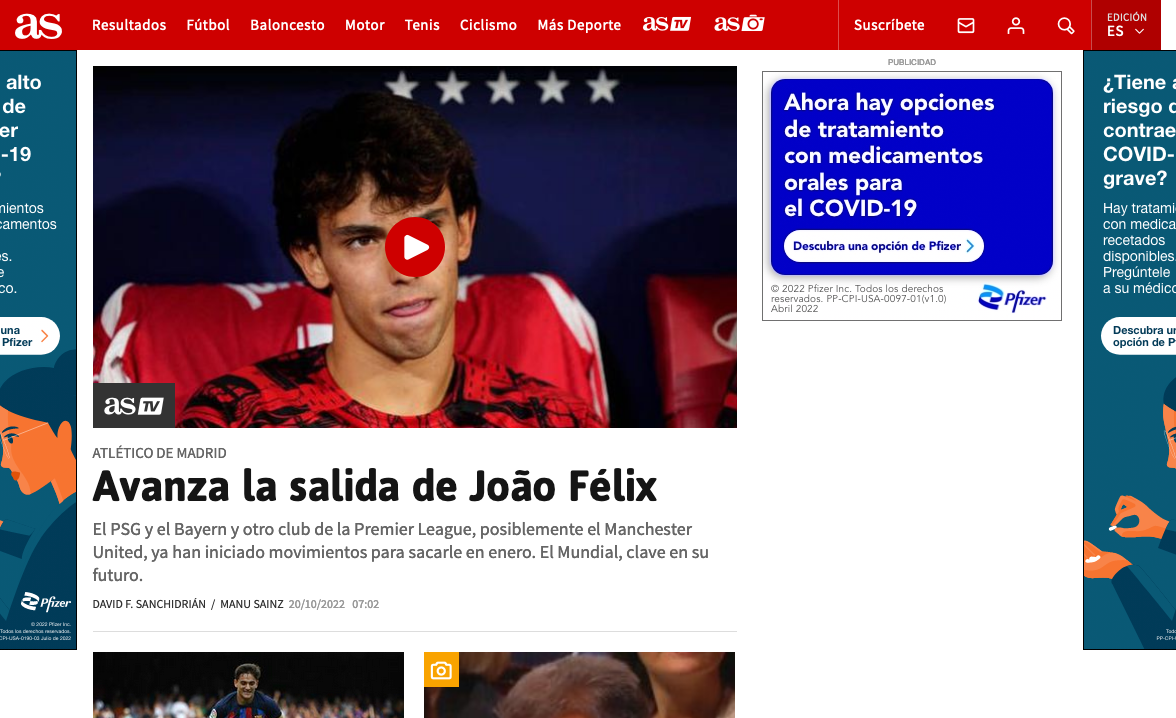 as Resultados Fútbol Baloncesto Motor Tenis Ciclismo Más Deporte as TV as Suscríbete EDICIÓN
ES
alto
de
er
-19
?
mientos
camentos
es.
e
co.
una
Pfizer
Pfizer
© 2022 Pfizer Inc.
Todos los derechos reservados.
CPI-USA-0190-03 Julio de 2022
as TV
ATLÉTICO DE MADRID
Avanza la salida de João Félix
El PSG y el Bayern y otro club de la Premier League, posiblemente el Manchester
United, ya han iniciado movimientos para sacarle en enero. El Mundial, clave en su
futuro.
DAVID F. SANCHIDRIÁN / MANU SAINZ 20/10/2022 07:02
PUBLICIDAD
Ahora hay opciones
de tratamiento
con medicamentos
orales para
el COVID-19
Descubra una opción de Pfizer
© 2022 Pfizer Inc. Todos los derechos
reservados. PP-CPI-USA-0097-01(v1.0)
Abril 2022
Pfizer
¿Tiene a
riesgo d
contrae
COVID-
grave?
Hay tratami
con medica
recetados
disponibles.
Pregúntele
a su médico
Descubra un
opción de P
Todo
PP-CPI-